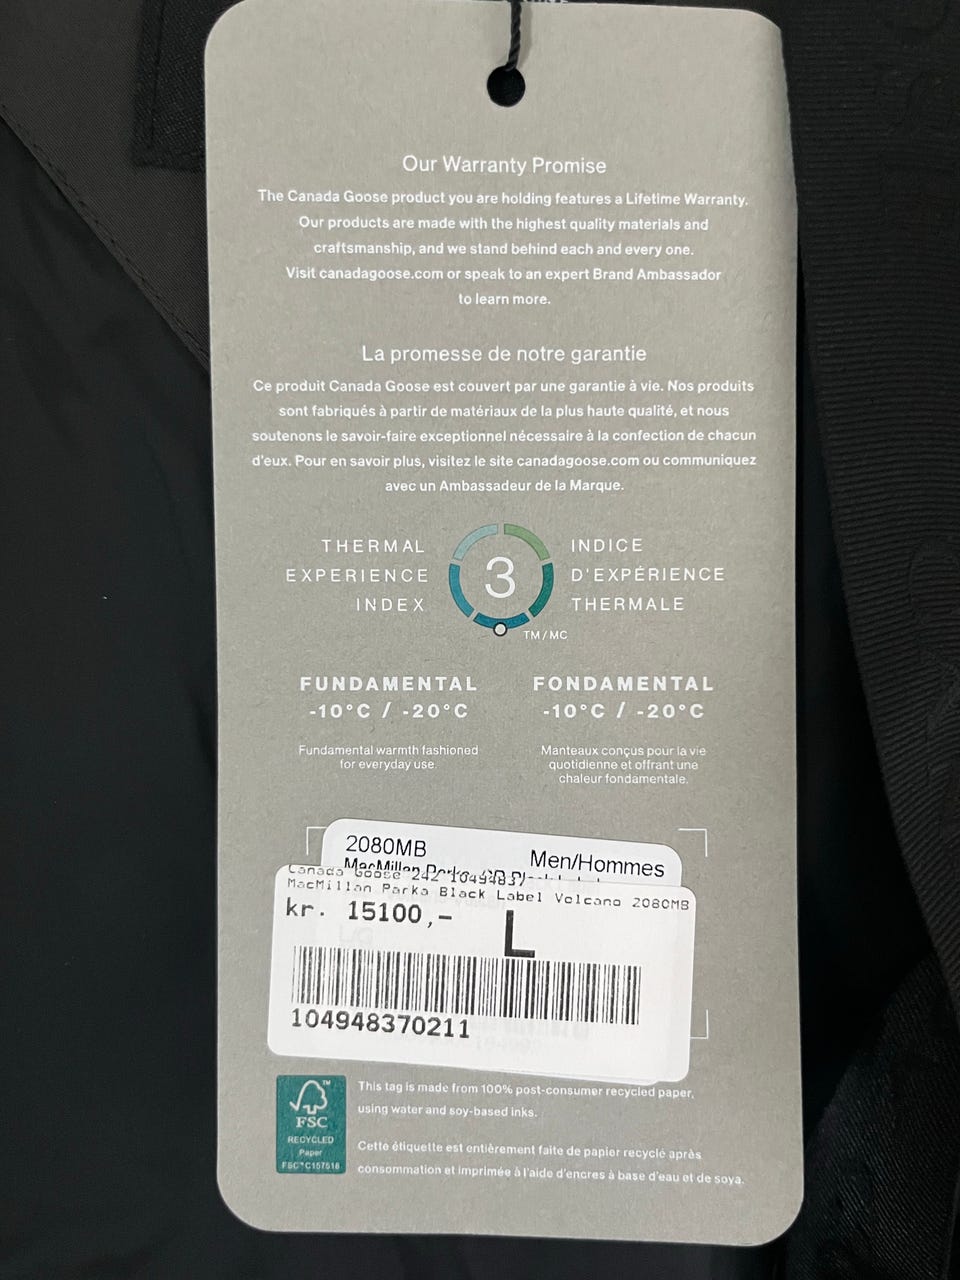 Our Warranty Promise
The Canada Goose product you are holding features a Lifetime Warranty.
Our products are made with the highest quality materials and
craftsmanship, and we stand behind each and every one.
Visit canadagoose.com or speak to an expert Brand Ambassador
to learn more.
La promesse de notre garantie
Ce produit Canada Goose est couvert par une garantie à vie. Nos produits
sont fabriqués à partir de matériaux de la plus haute qualité, et nous
soutenons le savoir-faire exceptionnel nécessaire à la confection de chacun
d'eux. Pour en savoir plus, visitez le site canadagoose.com ou communiquez
avec un Ambassadeur de la Marque.
THERMAL
EXPERIENCE
INDEX
3
INDICE
D'EXPÉRIENCE
THERMALE
TM/MC
FUNDAMENTAL
-10°C / -20°C
Fundamental warmth fashioned
for everyday use.
FONDAMENTAL
-10°C / -20°C
Manteaux conçus pour la vie
quotidienne et offrant une
chaleur fondamentale.
2080MB
Men/Hommes
MacMillan Parka
Canada Goose 242 10494837
MacMillan Parka Black Label Volcano 2080MB
kr. 15100,-
L
104948370211
FSC
RECYCLED
Paper
FSC® C157518
This tag is made from 100% post-consumer recycled paper,
using water and soy-based inks.
Cette étiquette est entièrement faite de papier recyclé après
consommation et imprimée à l'aide d'encres à base d'eau et de soya.